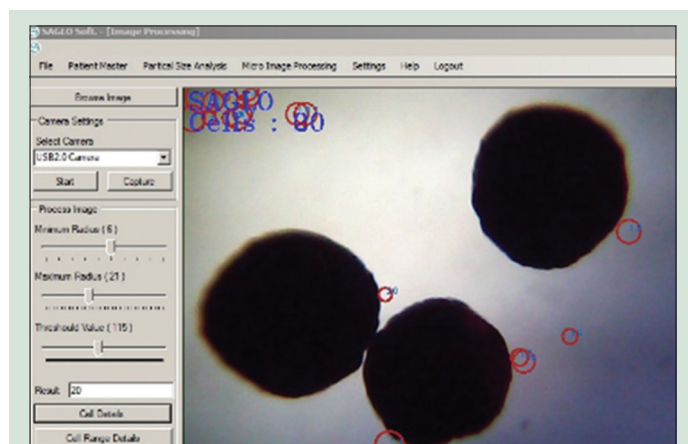 SAGLO Soft. - [Image Processing]
File Patient Master Partical Size Analysis Micro Image Processing Settings Help Logout
Browse Image
Camera Settings
Select Camera
USB2.0 Camera
Start Capture
Process Image
Minimum Radius ( 6 )
Maximum Radius ( 21 )
Threshould Value ( 115 )
Result 20
Cell Details
Cell Range Details
SAGLO
Cells : 20
20